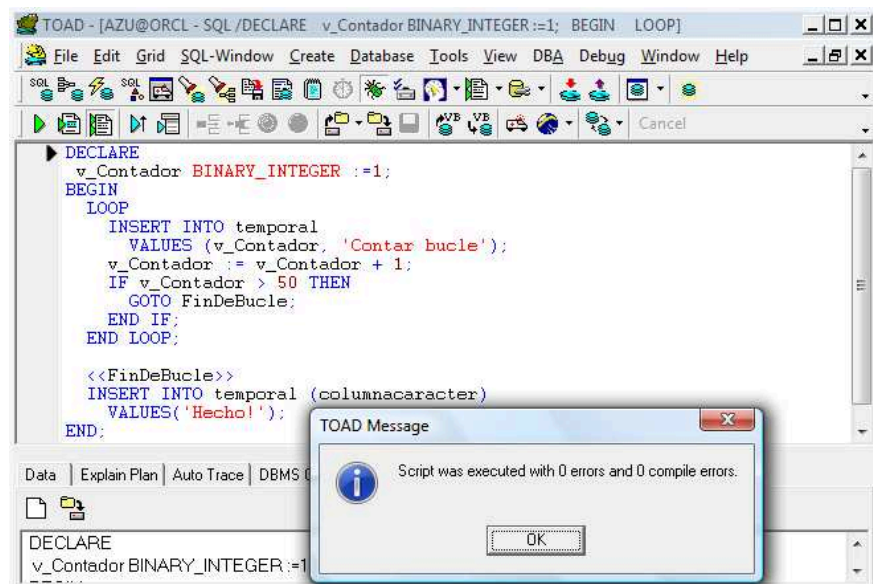 TOAD - [AZU@ORCL - SQL /DECLARE v_Contador BINARY_INTEGER :=1; BEGIN LOOP]
File Edit Grid SQL-Window Create Database Tools View DBA Debug Window Help
SQL SQL
VB VB Cancel
DECLARE
v_Contador BINARY_INTEGER :=1;
BEGIN
LOOP
INSERT INTO temporal
VALUES (v_Contador, 'Contar bucle');
v_Contador := v_Contador + 1;
IF v_Contador > 50 THEN
GOTO FinDeBucle;
END IF;
END LOOP;
<<FinDeBucle>>
INSERT INTO temporal (columnacaracter)
VALUES('Hecho!');
END;
TOAD Message
Script was executed with 0 errors and 0 compile errors.
OK
Data Explain Plan Auto Trace DBMS
DECLARE
v_Contador BINARY_INTEGER :=1